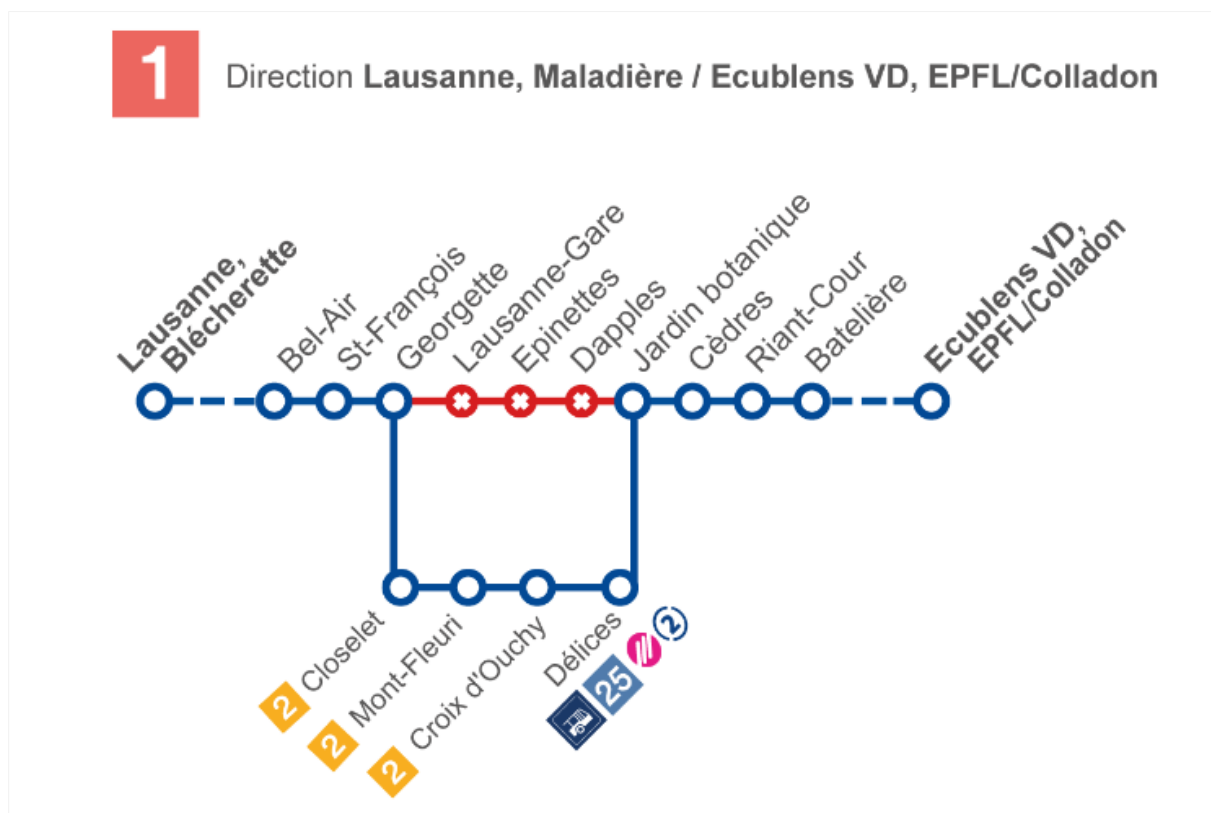 1
Direction Lausanne, Maladière / Ecublens VD, EPFL/Colladon
Lausanne,
Blécherette
Bel-Air
St-François
Georgette
Lausanne-Gare
Epinettes
Dapples
Jardin botanique
Cèdres
Riant-Cour
Batelière
Ecublens VD,
EPFL/Colladon
2 Closelet
2 Mont-Fleuri
2 Croix d'Ouchy
Délices
25
2